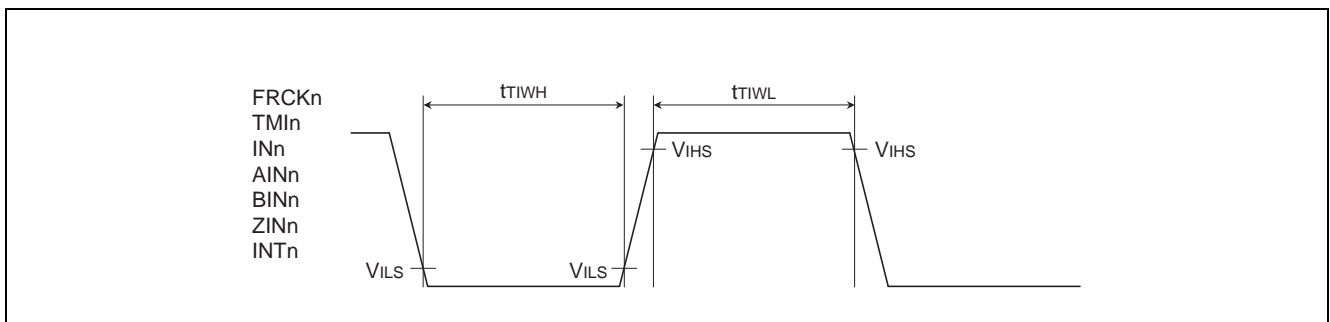 FRCKn
TMIn
INn
AINn
BINn
ZINn
INTn
tTIWH
tTIWL
VIHS
VIHS
VILS
VILS